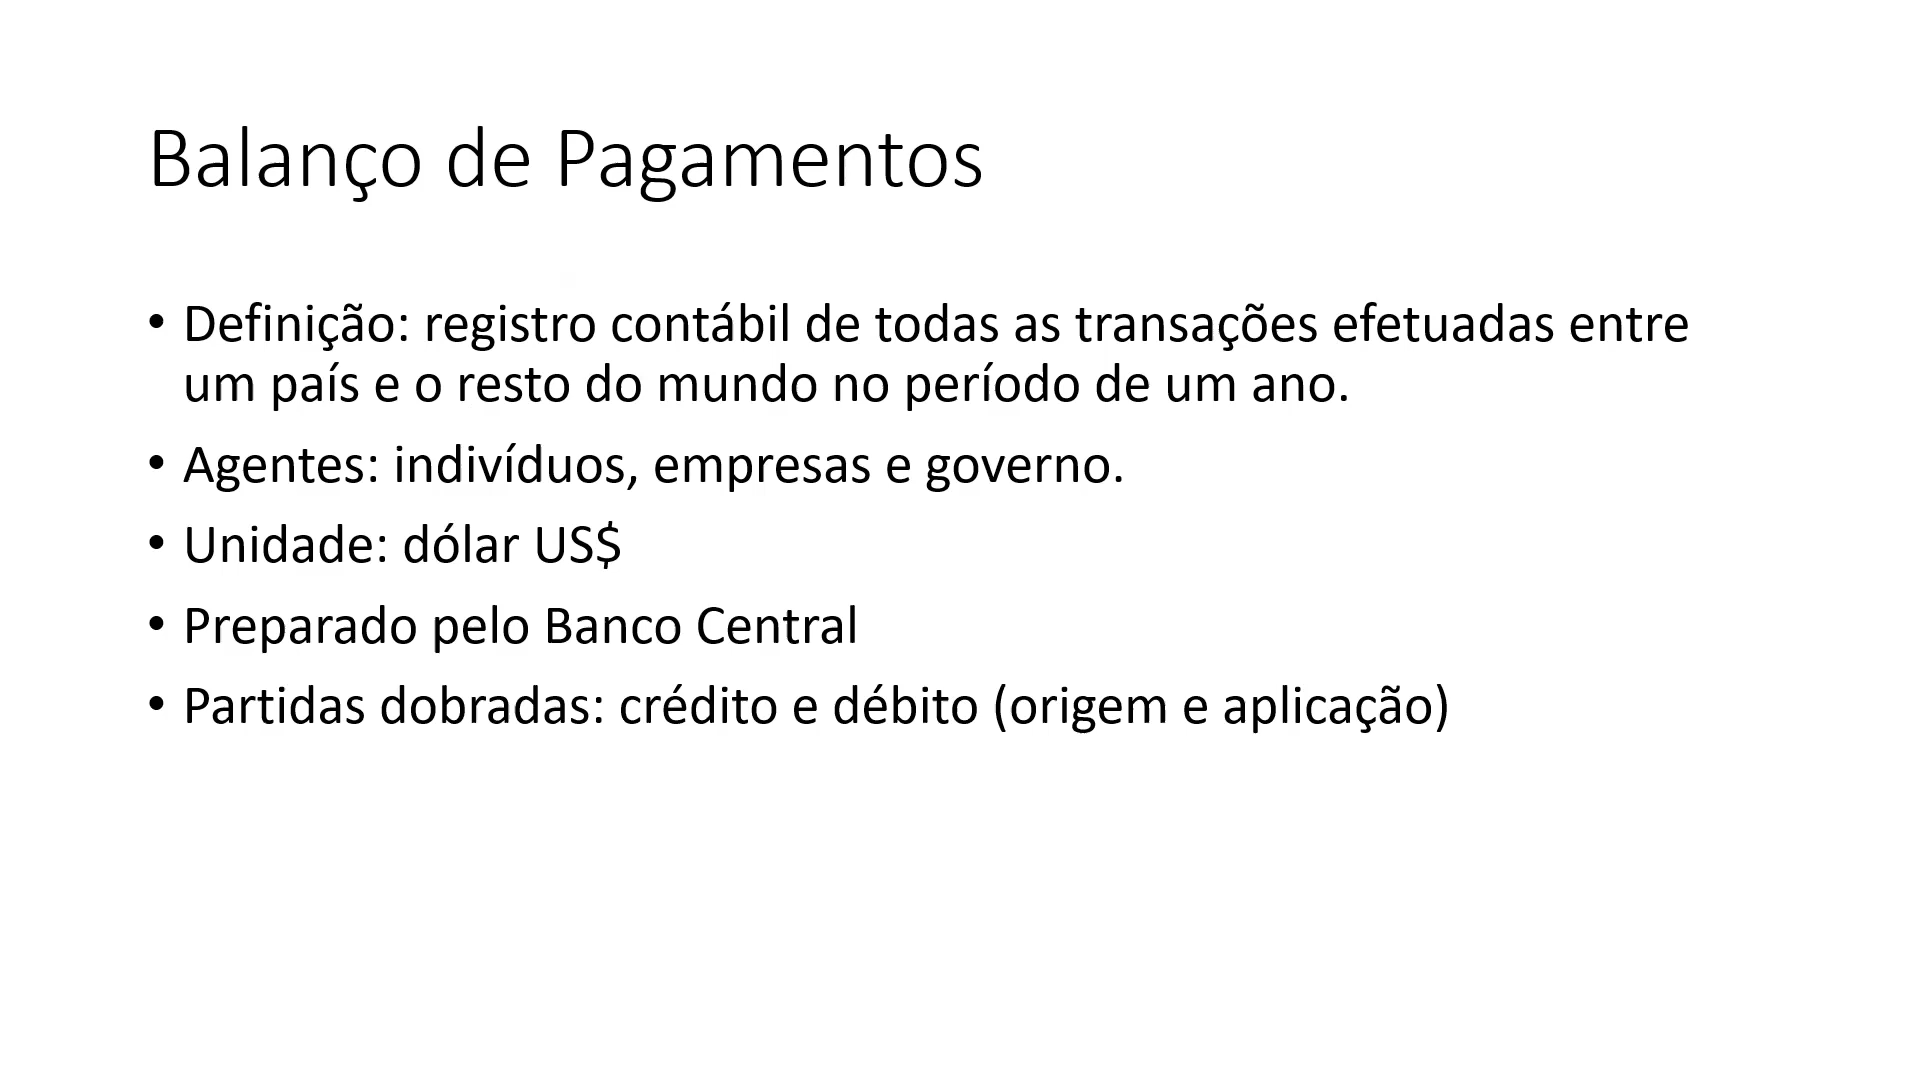 Balanço de Pagamentos
• Definição: registro contábil de todas as transações efetuadas entre
um país e o resto do mundo no período de um ano.
• Agentes: indivíduos, empresas e governo.
• Unidade: dólar US$
• Preparado pelo Banco Central
• Partidas dobradas: crédito e débito (origem e aplicação)